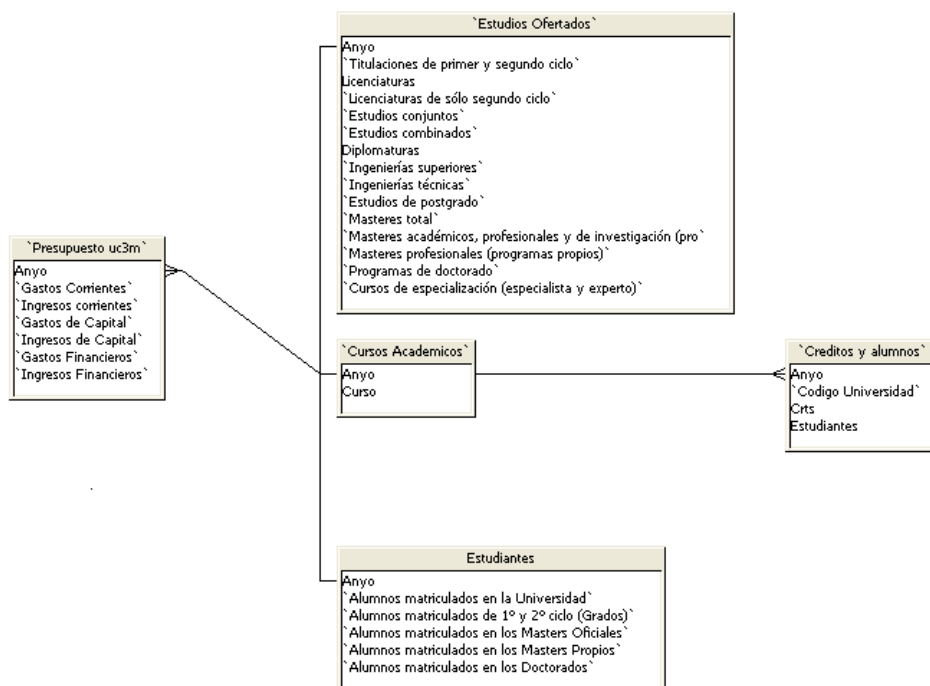 `Estudios Ofertados`
Anyo
`Titulaciones de primer y segundo ciclo`
Licenciaturas
`Licenciaturas de sólo segundo ciclo`
`Estudios conjuntos`
`Estudios combinados`
Diplomaturas
`Ingenierías superiores`
`Ingenierías técnicas`
`Estudios de postgrado`
`Masteres total`
`Masteres académicos, profesionales y de investigación (pro`
`Masteres profesionales (programas propios)`
`Programas de doctorado`
`Cursos de especialización (especialista y experto)`
`Presupuesto uc3m`
Anyo
`Gastos Corrientes`
`Ingresos corrientes`
`Gastos de Capital`
`Ingresos de Capital`
`Gastos Financieros`
`Ingresos Financieros`
`Cursos Academicos`
Anyo
Curso
`Creditos y alumnos`
Anyo
`Codigo Universidad`
Crts
Estudiantes
Estudiantes
Anyo
`Alumnos matriculados en la Universidad`
`Alumnos matriculados de 1º y 2º ciclo (Grados)`
`Alumnos matriculados en los Masters Oficiales`
`Alumnos matriculados en los Masters Propios`
`Alumnos matriculados en los Doctorados`